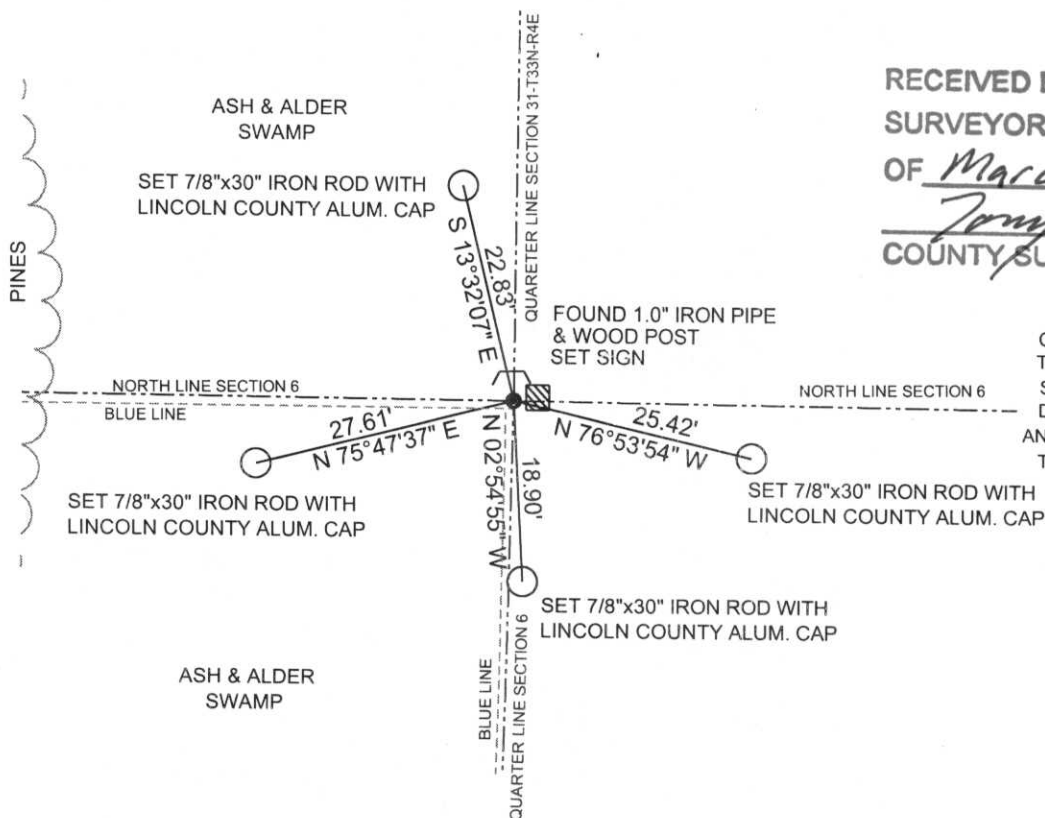 ASH & ALDER
SWAMP
QUARETER LINE SECTION 31-T33N-R4E
RECEIVED
SURVEYOR
OF
COUNTY
SET 7/8"x30" IRON ROD WITH
LINCOLN COUNTY ALUM. CAP
PINES
22.83'
S 13°32'07" E
FOUND 1.0" IRON PIPE
& WOOD POST
SET SIGN
NORTH LINE SECTION 6
BLUE LINE
NORTH LINE SECTION 6
27.61'
N 75°47'37" E
25.42'
N 76°53'54" W
AN
SET 7/8"x30" IRON ROD WITH
LINCOLN COUNTY ALUM. CAP
N 02°54'55" W
18.90'
SET 7/8"x30" IRON ROD WITH
LINCOLN COUNTY ALUM. CAP
SET 7/8"x30" IRON ROD WITH
LINCOLN COUNTY ALUM. CAP
ASH & ALDER
SWAMP
BLUE LINE
QUARTER LINE SECTION 6